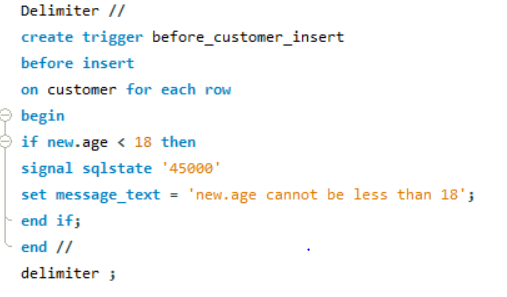 Delimiter //
create trigger before_customer_insert
before insert
on customer for each row
begin
if new.age < 18 then
signal sqlstate '45000'
set message_text = 'new.age cannot be less than 18';
end if;
end //
delimiter ;